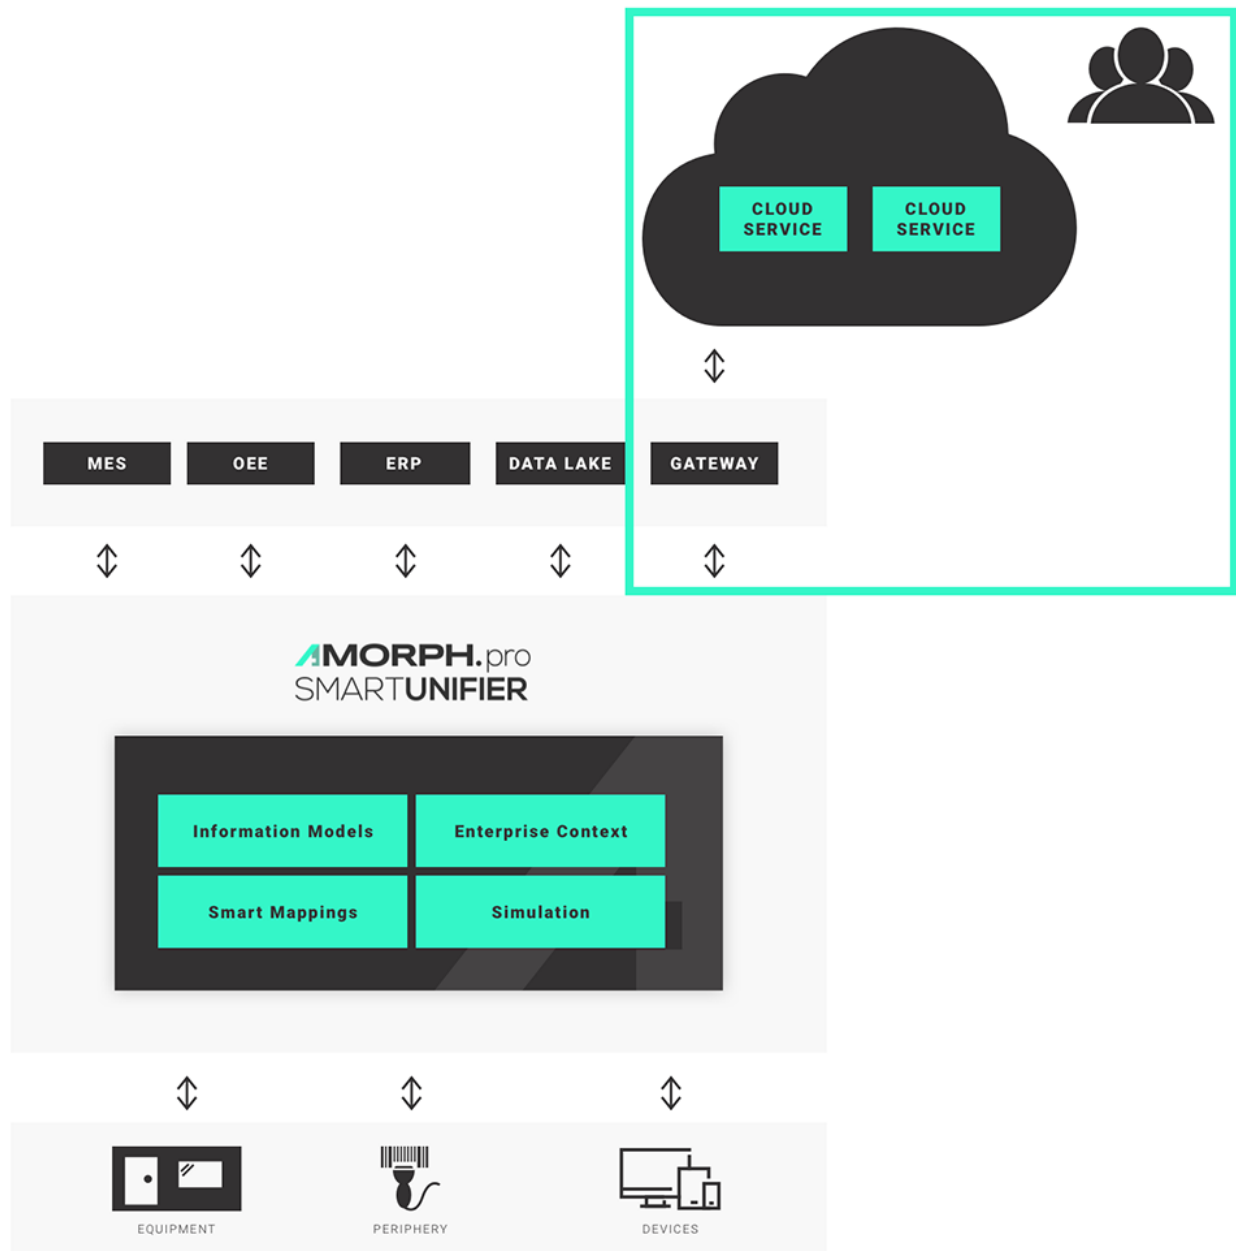 CLOUD
SERVICE
CLOUD
SERVICE
MES
OEE
ERP
DATA LAKE
GATEWAY
AMORPH.pro
SMARTUNIFIER
Information Models
Enterprise Context
Smart Mappings
Simulation
EQUIPMENT
PERIPHERY
DEVICES